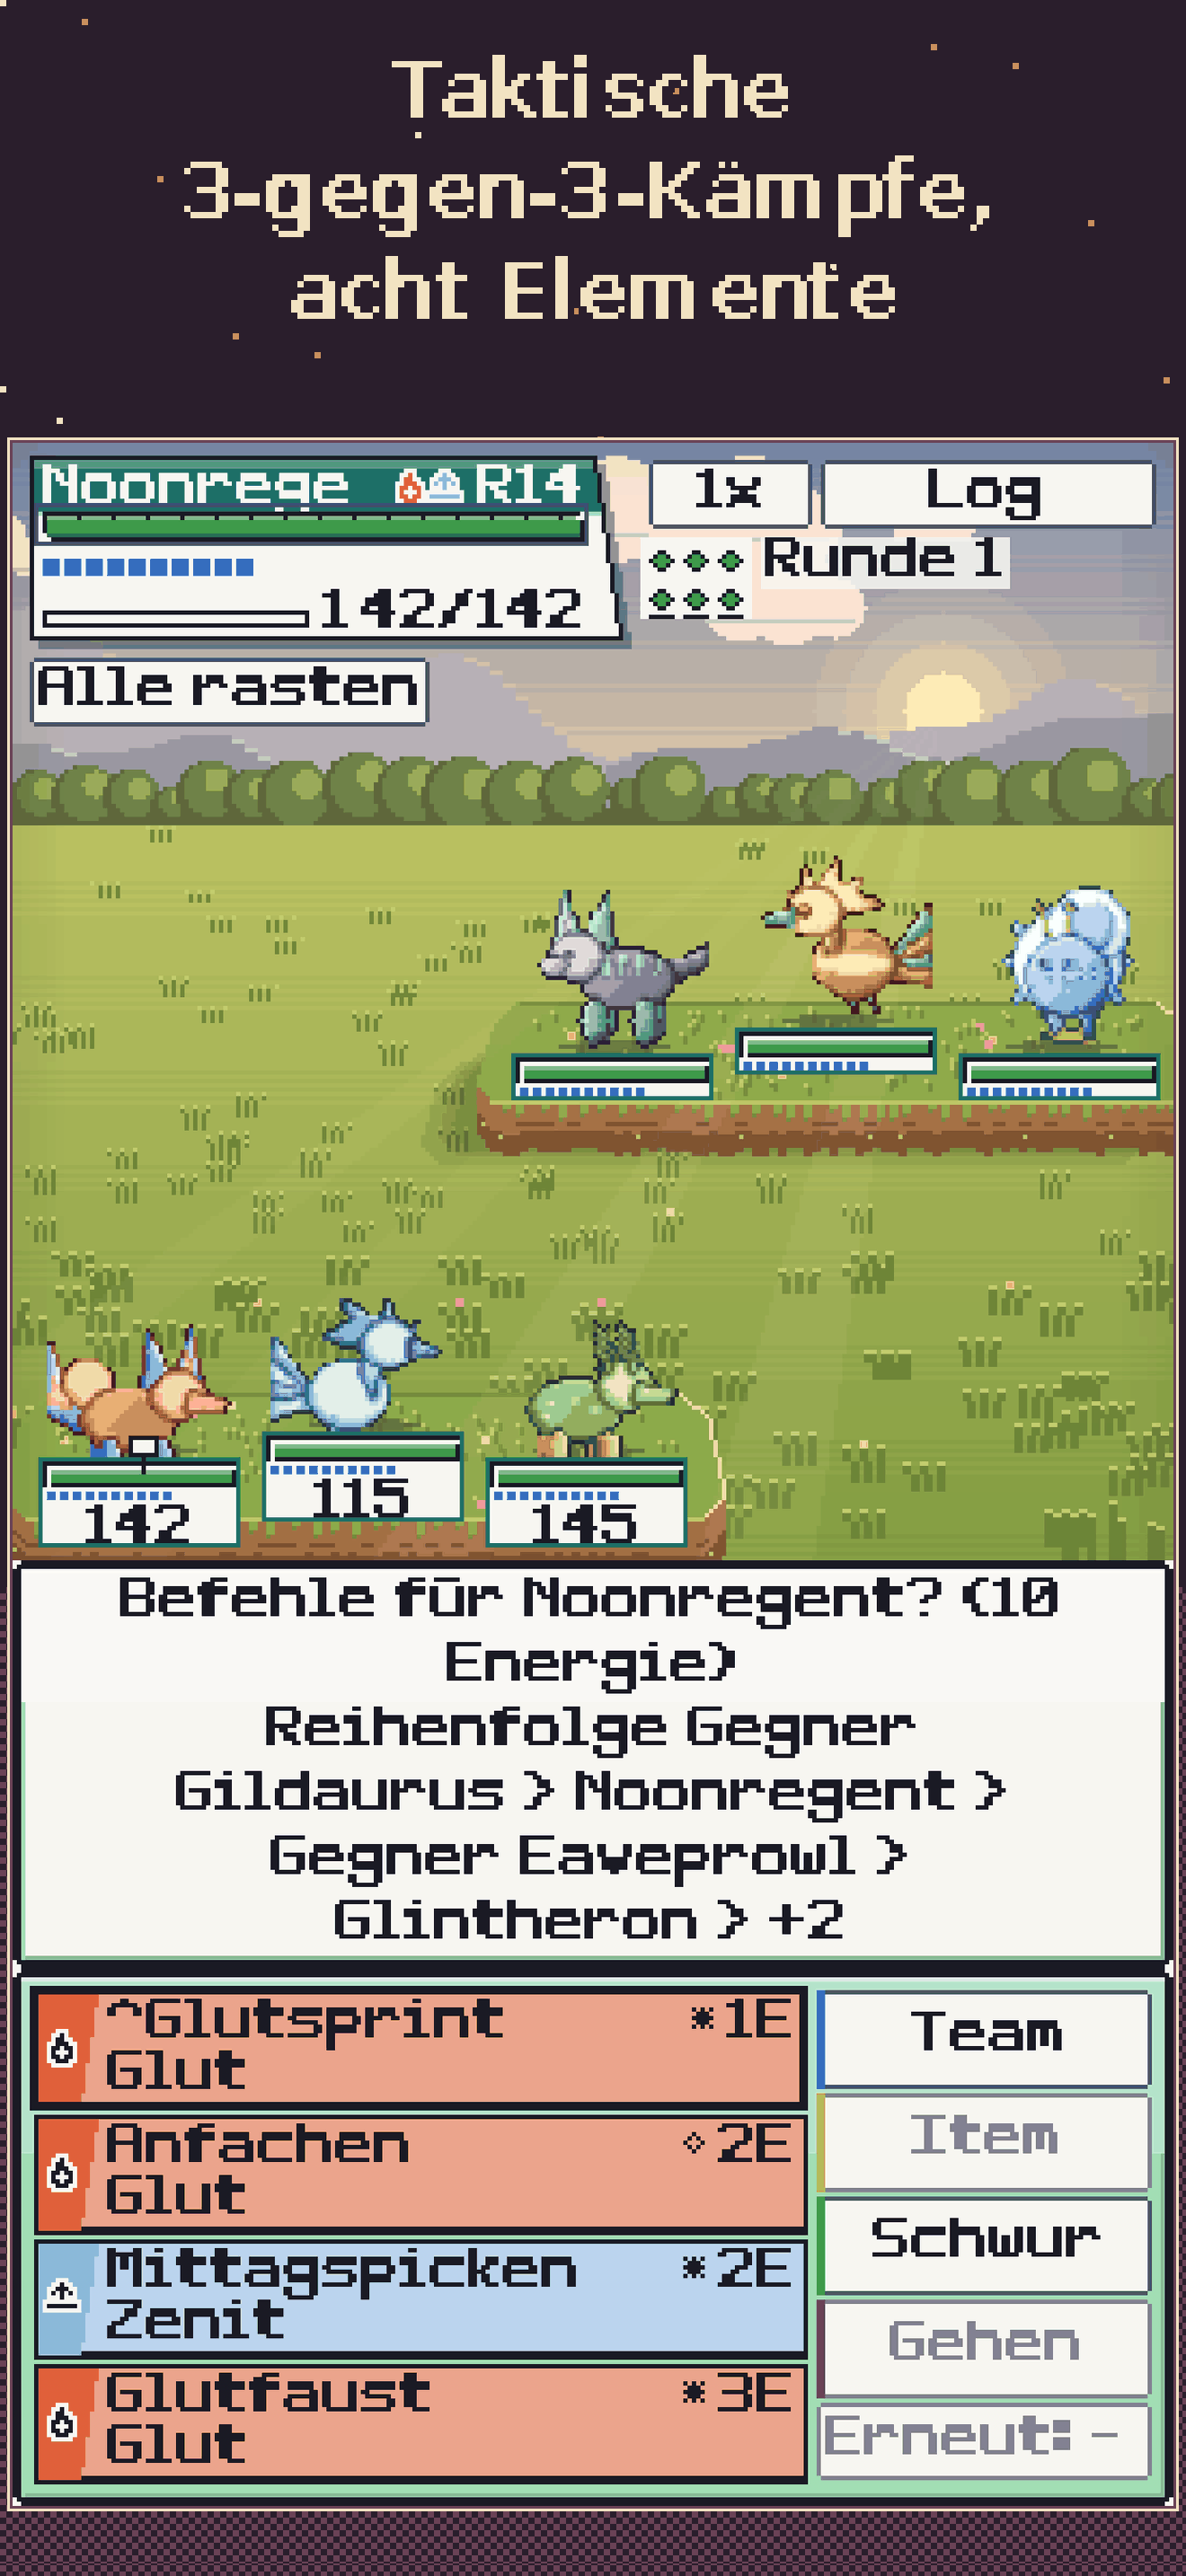 Taktische
3-gegen-3-Kämpfe,
acht Elemente
Noonrege R14
1x
Log
Runde 1
142/142
Alle rasten
142
115
145
Befehle für Noonregent? (10
Energie)
Reihenfolge Gegner
Gildaurus > Noonregent >
Gegner Eaweprowl >
Glintheron > +2
^Glutsprint *1E
Glut
Team
Anfachen ◇2E
Glut
Item
Mittagspicken *2E
Zenit
Schwur
Glutfaust *3E
Glut
Gehen
Erneut: -